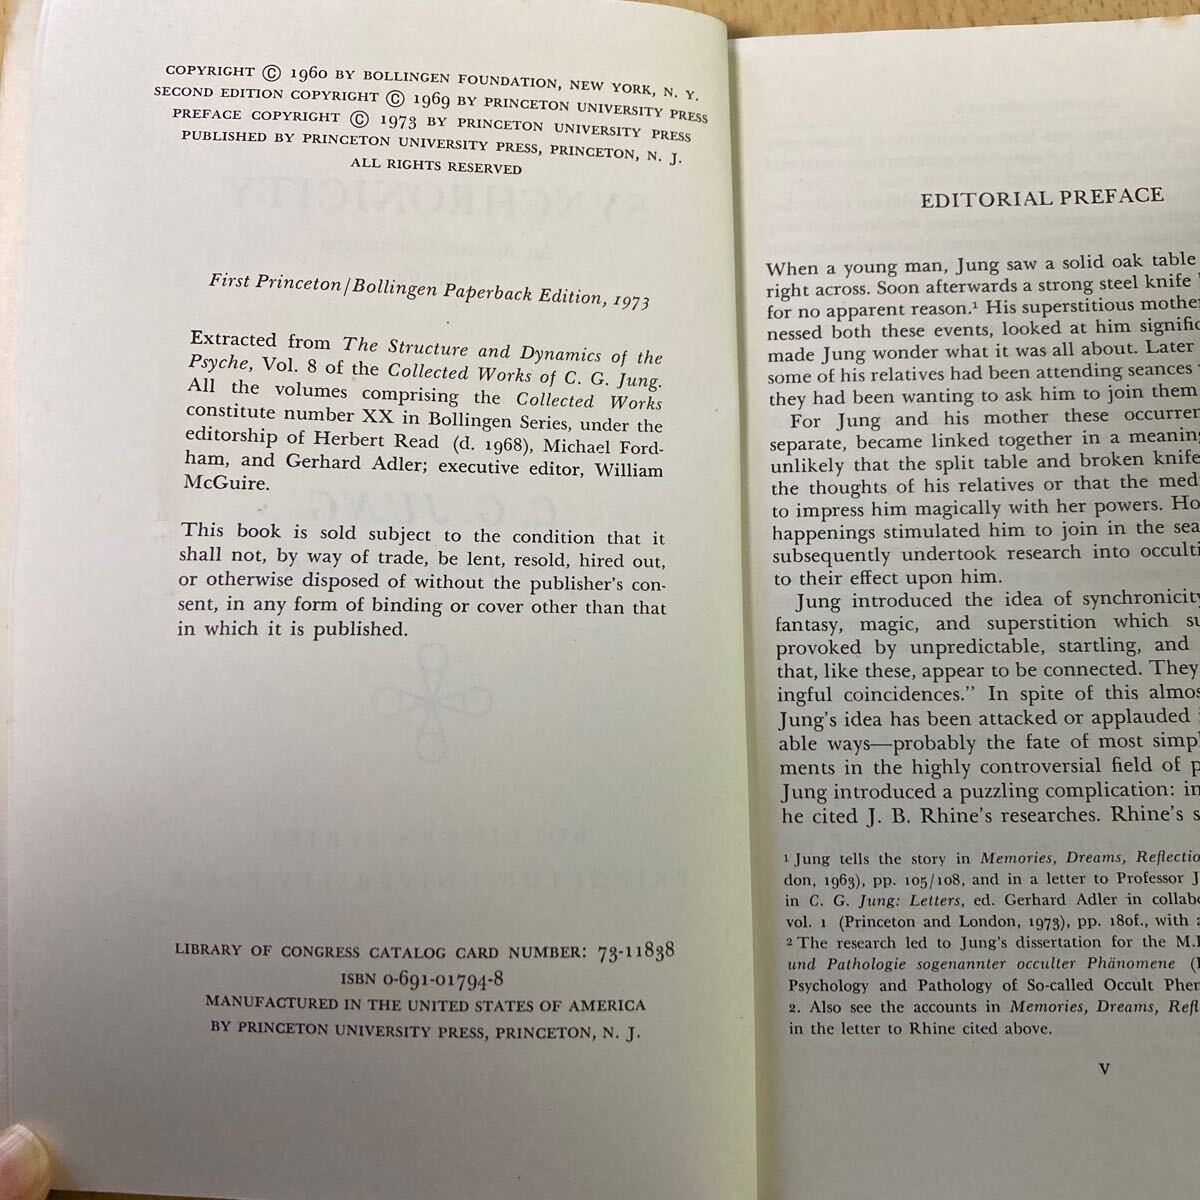 COPYRIGHT © 1960 BY BOLLINGEN FOUNDATION, NEW YORK, N. Y.
SECOND EDITION COPYRIGHT © 1969 BY PRINCETON UNIVERSITY PRESS
PREFACE COPYRIGHT © 1973 BY PRINCETON UNIVERSITY PRESS
PUBLISHED BY PRINCETON UNIVERSITY PRESS, PRINCETON, N. J.
ALL RIGHTS RESERVED
First Princeton/Bollingen Paperback Edition, 1973
Extracted from The Structure and Dynamics of the
Psyche, Vol. 8 of the Collected Works of C. G. Jung.
All the volumes comprising the Collected Works
constitute number XX in Bollingen Series, under the
editorship of Herbert Read (d. 1968), Michael Ford-
ham, and Gerhard Adler; executive editor, William
McGuire.
This book is sold subject to the condition that it
shall not, by way of trade, be lent, resold, hired out,
or otherwise disposed of without the publisher's con-
sent, in any form of binding or cover other than that
in which it is published.
LIBRARY OF CONGRESS CATALOG CARD NUMBER: 73-11838
ISBN 0-691-01794-8
MANUFACTURED IN THE UNITED STATES OF AMERICA
BY PRINCETON UNIVERSITY PRESS, PRINCETON, N. J.
EDITORIAL PREFACE
When a young man, Jung saw a solid oak table
right across. Soon afterwards a strong steel knife
for no apparent reason.¹ His superstitious mother
nessed both these events, looked at him signific
made Jung wonder what it was all about. Later
some of his relatives had been attending seances
they had been wanting to ask him to join them
For Jung and his mother these occurren
separate, became linked together in a meaning
unlikely that the split table and broken knife
the thoughts of his relatives or that the med
to impress him magically with her powers. Ho
happenings stimulated him to join in the sea
subsequently undertook research into occulti
to their effect upon him.
Jung introduced the idea of synchronicity
fantasy, magic, and superstition which su
provoked by unpredictable, startling, and
that, like these, appear to be connected. They
ingful coincidences." In spite of this almos
Jung's idea has been attacked or applauded i
able ways—probably the fate of most simpl
ments in the highly controversial field of p
Jung introduced a puzzling complication: in
he cited J. B. Rhine's researches. Rhine's s
¹ Jung tells the story in Memories, Dreams, Reflectio
don, 1963), pp. 105/108, and in a letter to Professor J
in C. G. Jung: Letters, ed. Gerhard Adler in collabo
vol. 1 (Princeton and London, 1973), pp. 180f., with a
² The research led to Jung's dissertation for the M.D
und Pathologie sogenannter occulter Phänomene (L
Psychology and Pathology of So-called Occult Phen
2. Also see the accounts in Memories, Dreams, Refl
in the letter to Rhine cited above.
V